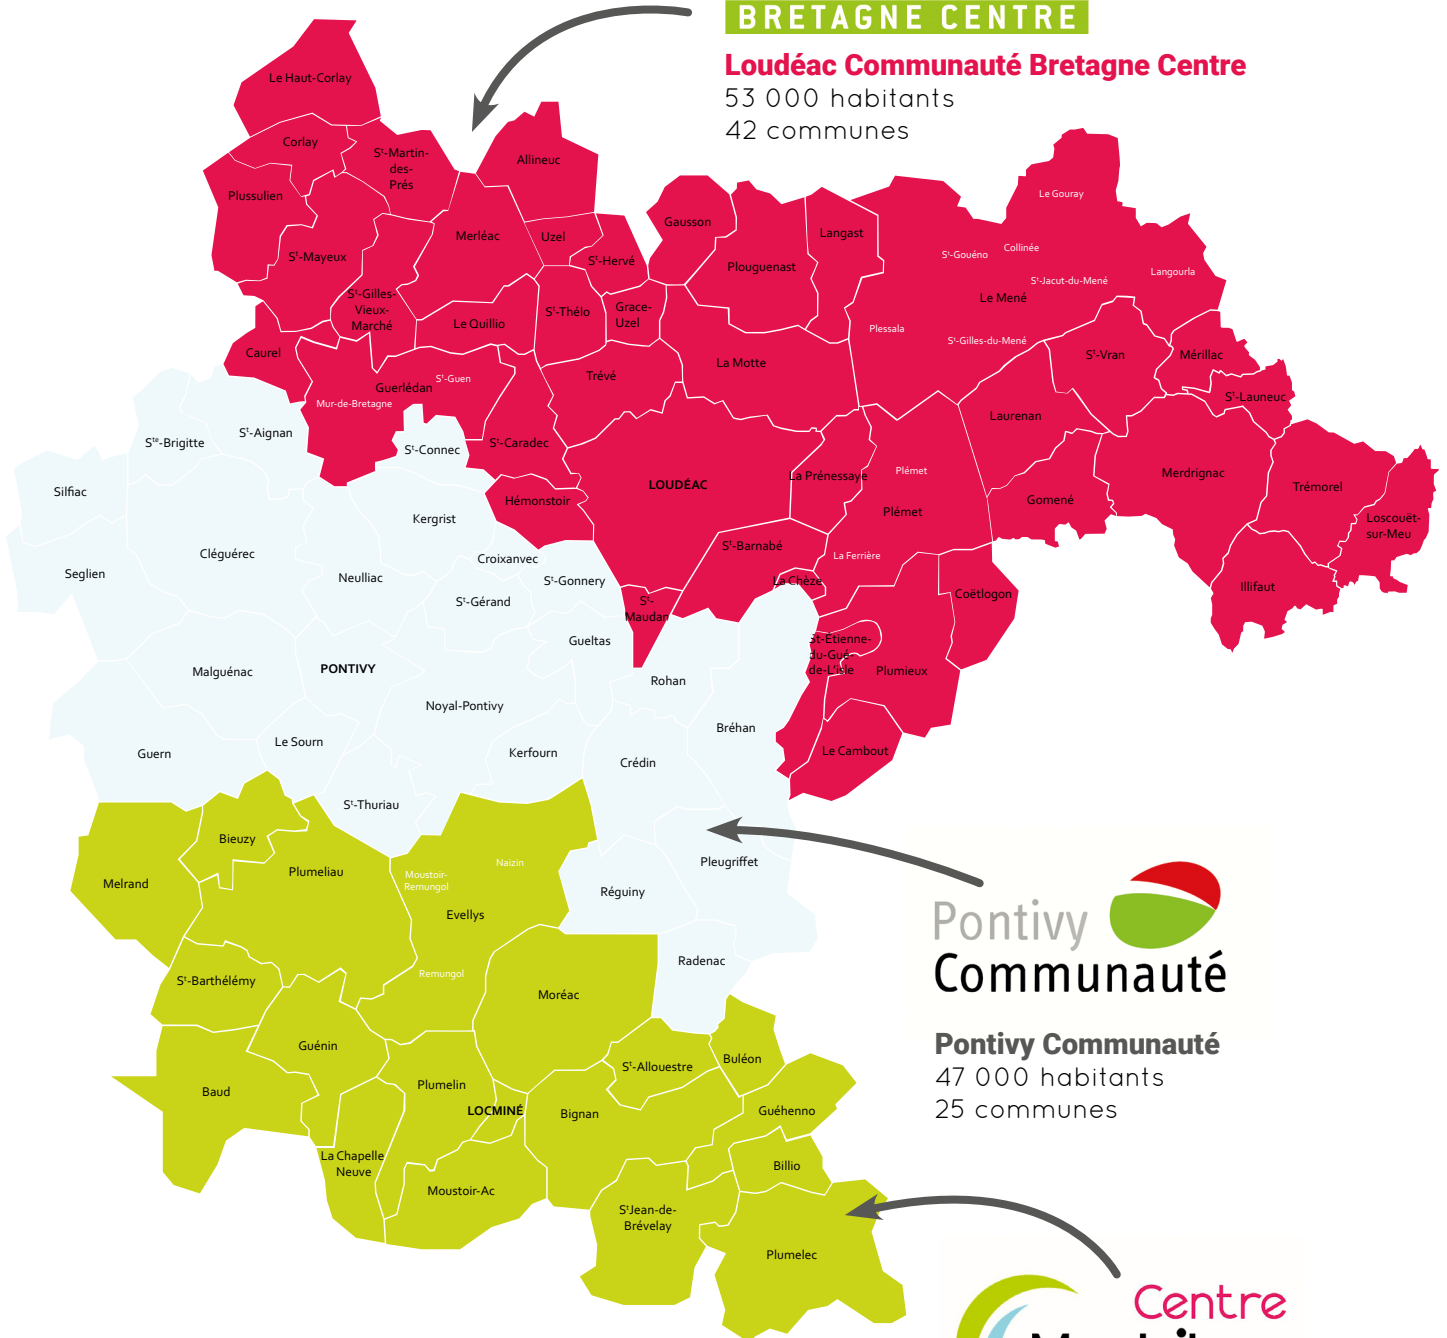 BRETAGNE CENTRE
Loudéac Communauté Bretagne Centre
53 000 habitants
42 communes
Le Haut-Corlay
Corlay
Sᵗ-Martin-
des-
Prés
Allineuc
Plussulien
Merléac
Uzel
Sᵗ-Hervé
Sᵗ-Mayeux
Gausson
Plouguenast
Langast
Le Gouray
Sᵗ-Gouéno
Collinée
Sᵗ-Jacut-du-Mené
Langourla
Le Mené
Plessala
Sᵗ-Gilles-du-Mené
Sᵗ-Gilles-
Vieux-
Marché
Le Quillio
Sᵗ-Thélo
Grace-
Uzel
Caurel
Guerlédan
Sᵗ-Guen
Mur-de-Bretagne
Trévé
La Motte
Sᵗ-Vran
Mérillac
Sᵗ-Launeuc
Laurenan
Sᵗᵉ-Brigitte
Sᵗ-Aignan
Sᵗ-Connec
Sᵗ-Caradec
Hémonstoir
LOUDÉAC
La Prénessaye
Plémet
Plémet
Gomené
Merdrignac
Trémorel
Loscouët-
sur-Meu
Silfiac
Kergrist
Cléguérec
Croixanvec
Sᵗ-Gonnery
Sᵗ-Barnabé
La Ferrière
La Chèze
Coëtlogon
Illifaut
Seglien
Neulliac
Sᵗ-Gérand
Sᵗ-
Maudan
Gueltas
St-Étienne-
du-Gué-
de-L'isle
Plumieux
Malguénac
PONTIVY
Rohan
Noyal-Pontivy
Bréhan
Guern
Le Sourn
Kerfourn
Crédin
Le Cambout
Sᵗ-Thuriau
Bieuzy
Melrand
Plumeliau
Moustoir-
Remungol
Naizin
Evellys
Réguiny
Pleugriffet
Remungol
Radenac
Sᵗ-Barthélémy
Moréac
Pontivy
Communauté
Pontivy Communauté
47 000 habitants
25 communes
Guénin
Sᵗ-Allouestre
Buléon
Baud
Plumelin
LOCMINÉ
Bignan
Guéhenno
La Chapelle
Neuve
Moustoir-Ac
Billio
SᵗJean-de-
Brévelay
Plumelec
Centre